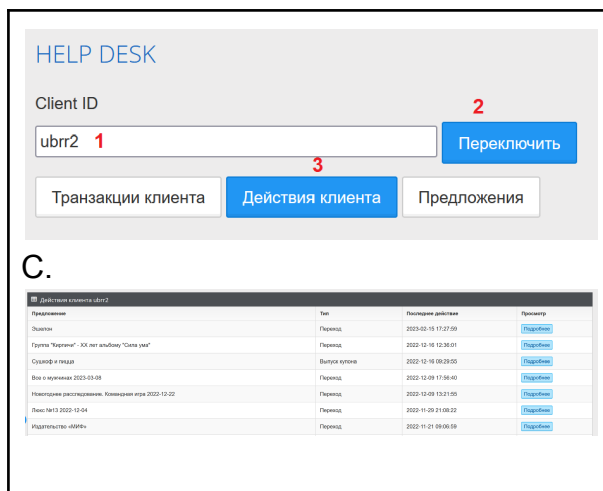 HELP DESK
Client ID
2
ubrr2 1 Переключить
3
Транзакции клиента Действия клиента Предложения
C.
Действия клиента ubrr2
Предложение Тип Последнее действие Просмотр
Эшелон Переход 2023-02-15 17:27:59 Подробнее
Группа "Кирпичи" - XX лет альбому "Сила ума" Переход 2022-12-16 12:36:01 Подробнее
Сушкоф и пицца Выпуск купона 2022-12-16 09:29:55 Подробнее
Все о мужчинах 2023-03-08 Переход 2022-12-09 17:56:40 Подробнее
Новогоднее расследование. Командная игра 2022-12-22 Переход 2022-12-09 13:21:55 Подробнее
Люкс №13 2022-12-04 Переход 2022-11-29 21:08:22 Подробнее
Издательство «МИФ» Переход 2022-11-21 09:06:59 Подробнее